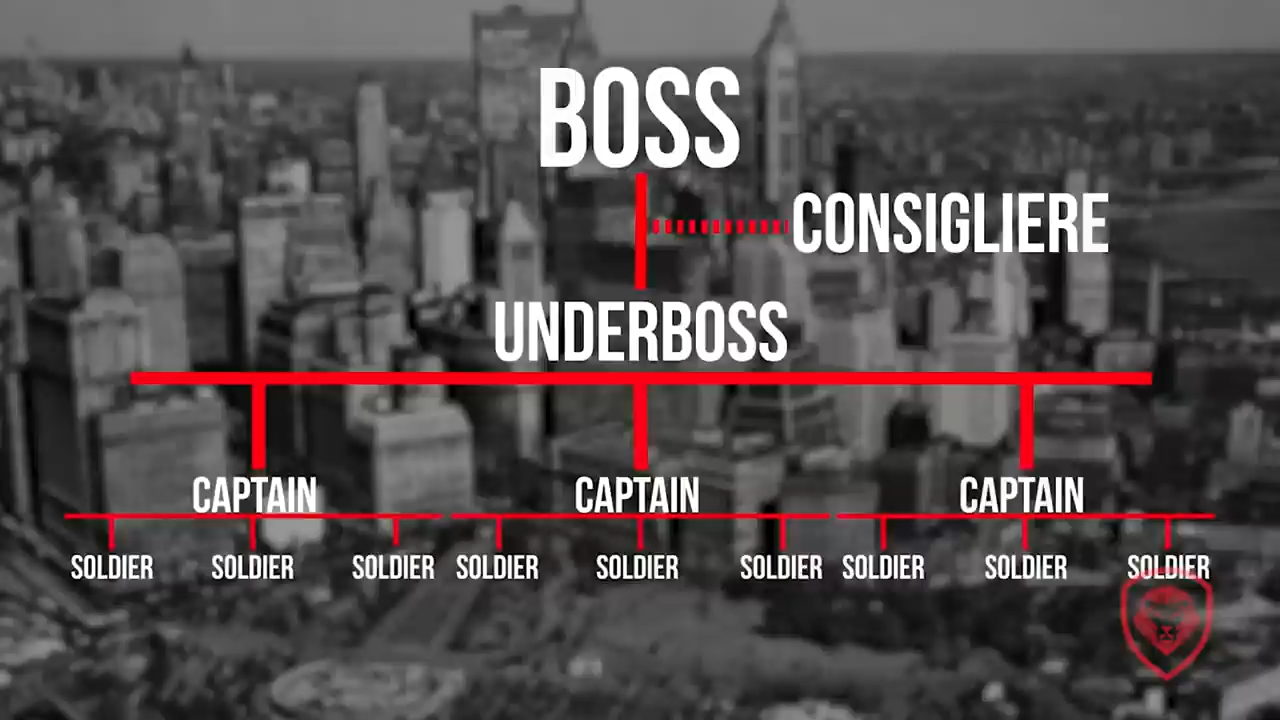 BOSS
CONSIGLIERE
UNDERBOSS
CAPTAIN CAPTAIN CAPTAIN
SOLDIER SOLDIER SOLDIER SOLDIER SOLDIER SOLDIER SOLDIER SOLDIER SOLDIER